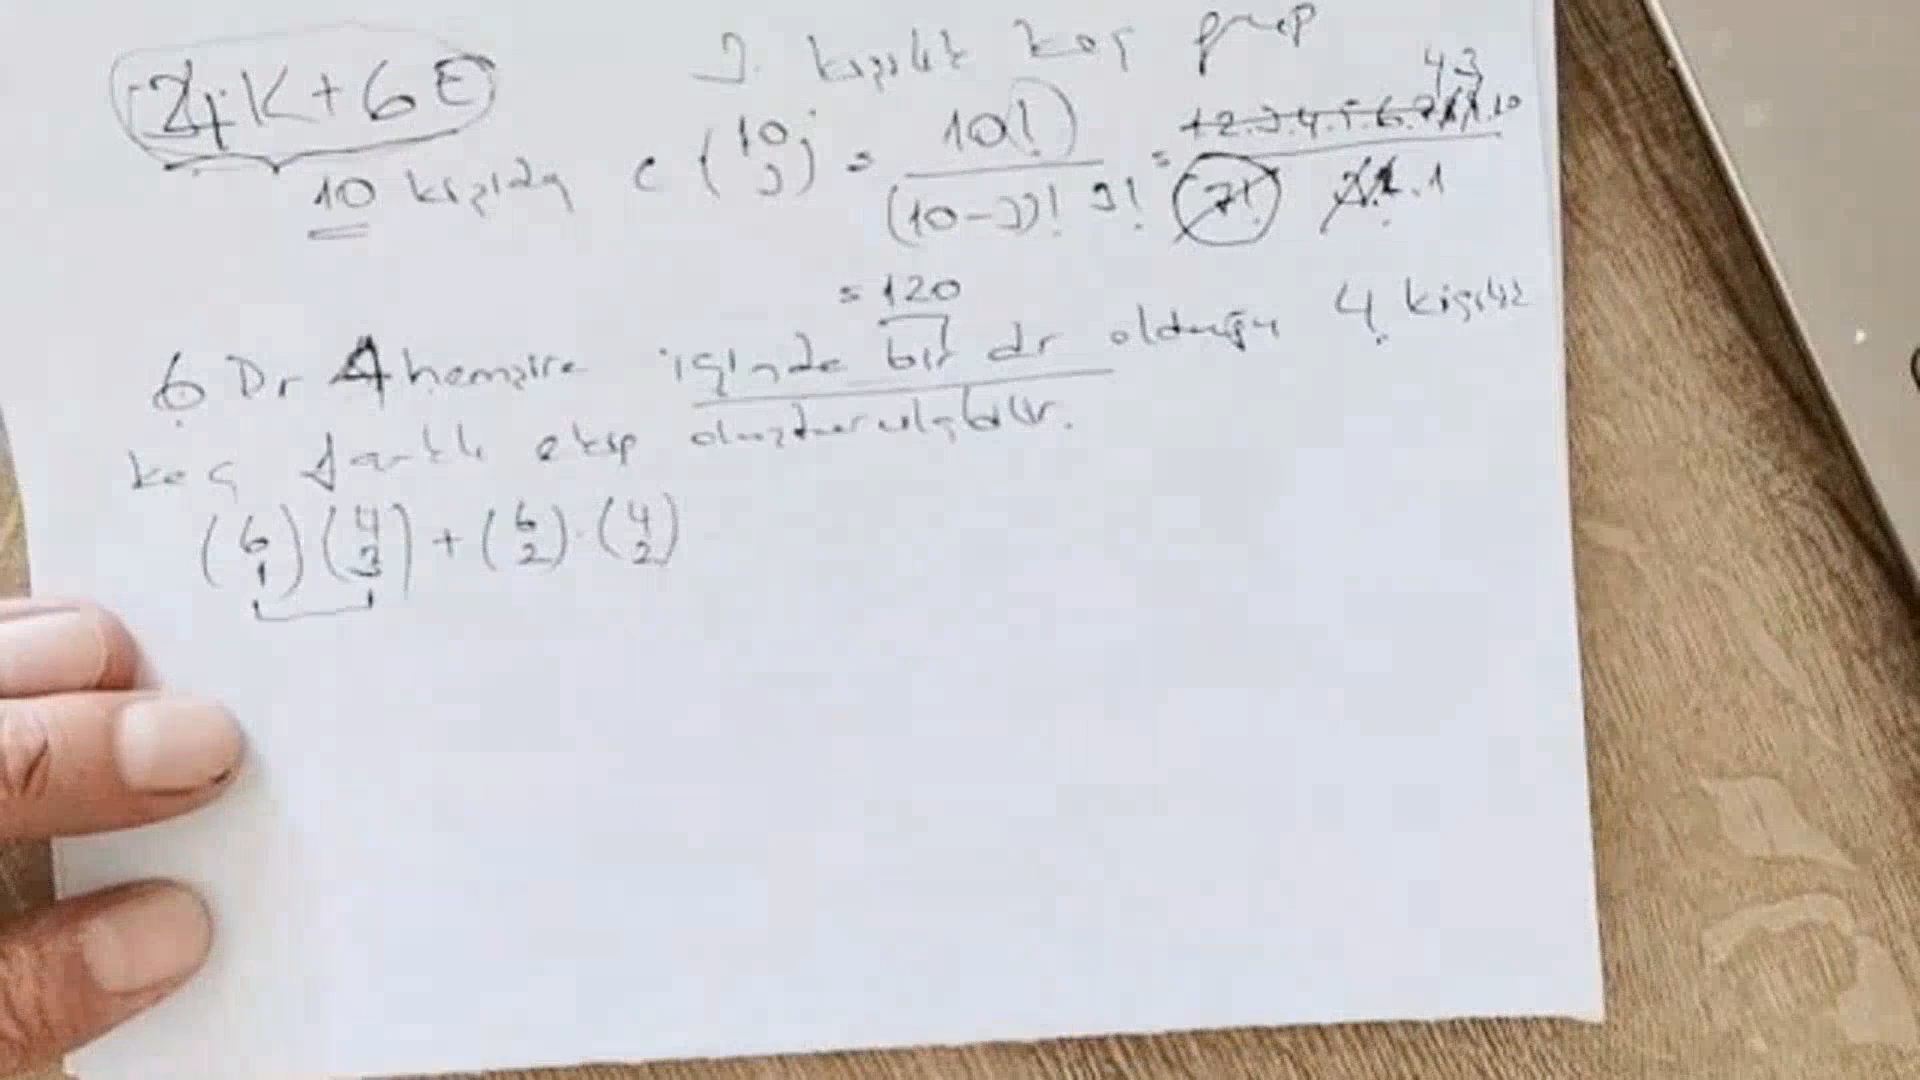 4K+6E 3 kişilik kaç grup
10 kişiden C (10 3) = 10! / (10-3)! 3! = 1.2.3.4.5.6.7.8.9.10 / 7! 3.2.1
4 3
= 120
6 Dr 4 hemşire içinde bir dr olduğu 4 kişilik
kaç farklı ekip oluşturulabilir.
(6 1)(4 3) + (6 2).(4 2)